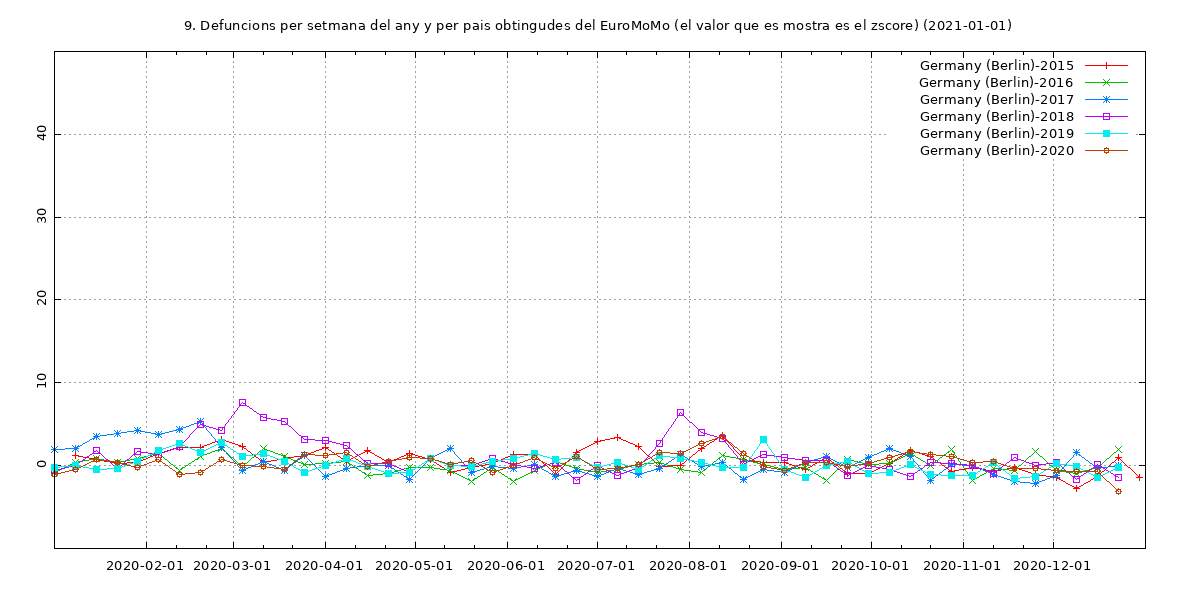 9. Defuncions per setmana del any y per pais obtingudes del EuroMoMo (el valor que es mostra es el zscore) (2021-01-01)
Germany (Berlin)-2015
Germany (Berlin)-2016
Germany (Berlin)-2017
Germany (Berlin)-2018
Germany (Berlin)-2019
Germany (Berlin)-2020
40
30
20
10
0
2020-02-01 2020-03-01 2020-04-01 2020-05-01 2020-06-01 2020-07-01 2020-08-01 2020-09-01 2020-10-01 2020-11-01 2020-12-01